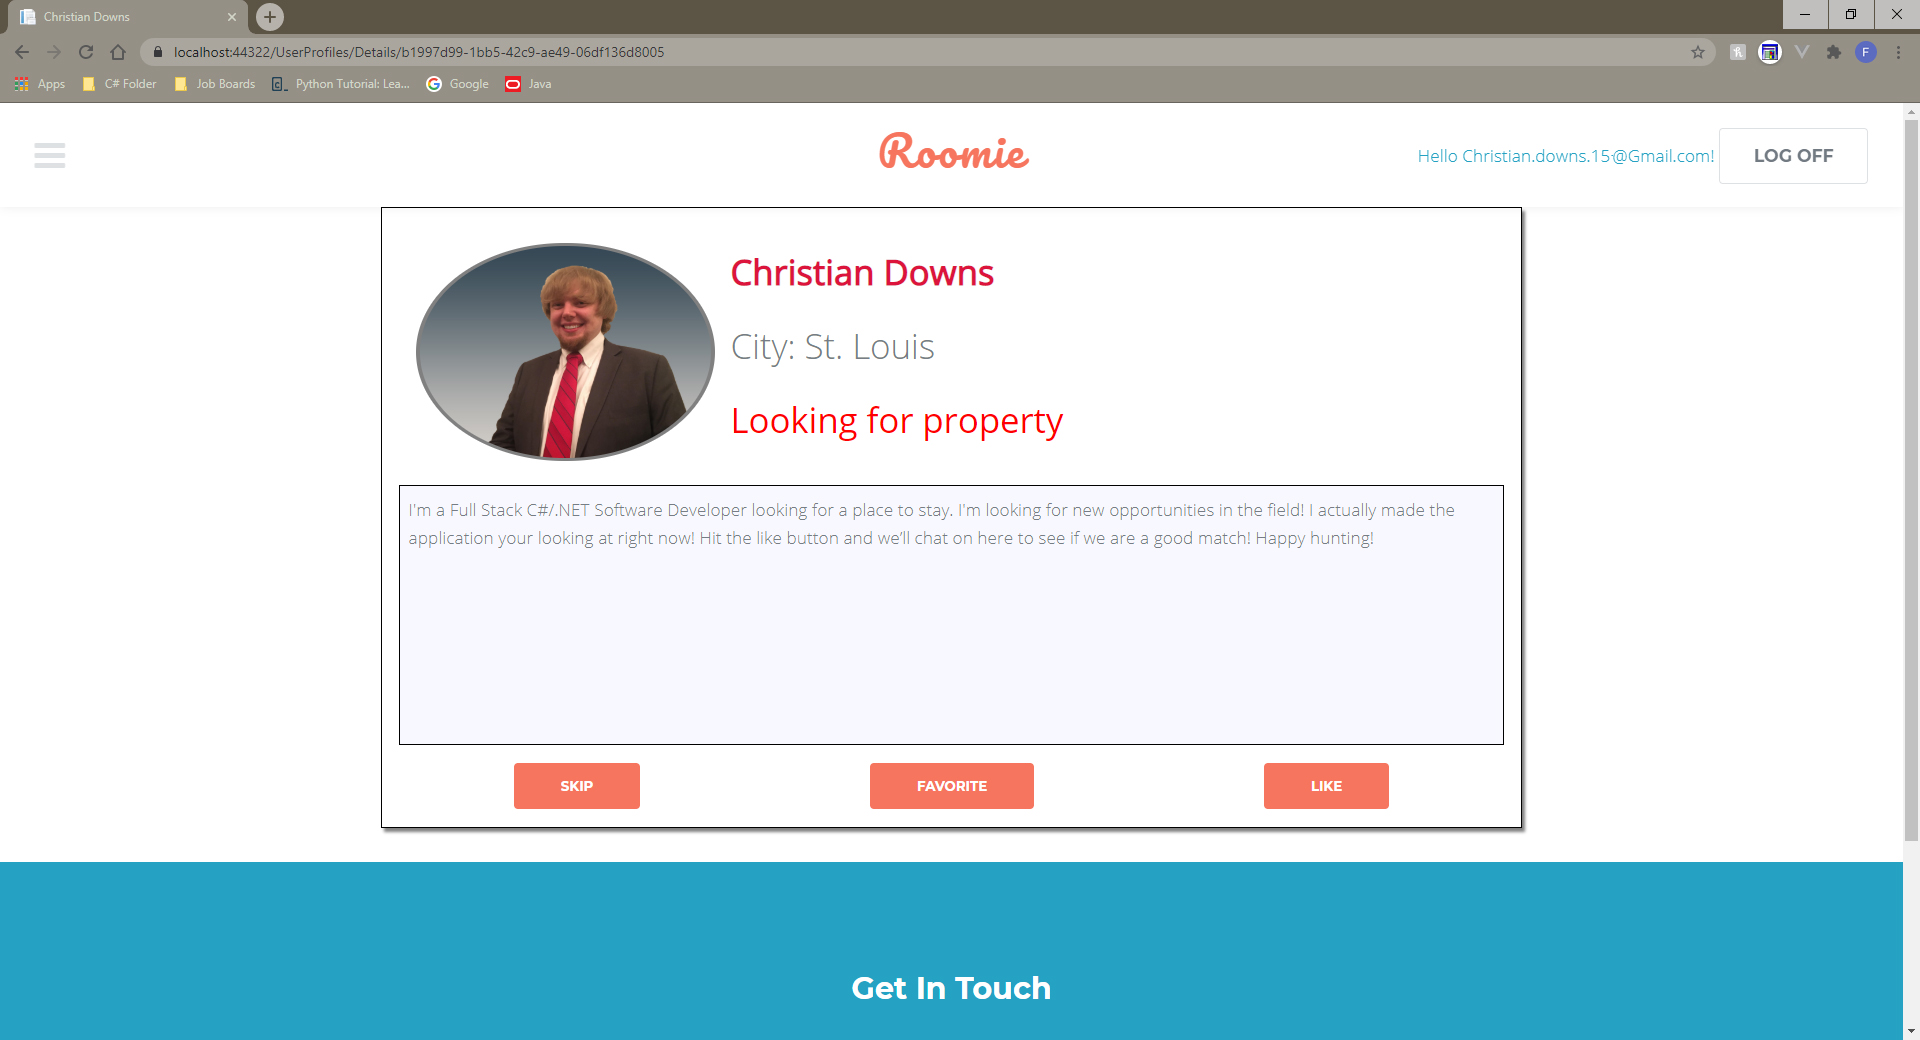 Christian Downs
localhost:44322/UserProfiles/Details/b1997d99-1bb5-42c9-ae49-06df136d8005
F
Apps C# Folder Job Boards Python Tutorial: Lea... Google Java
Roomie
Hello Christian.downs.15@Gmail.com!
LOG OFF
Christian Downs
City: St. Louis
Looking for property
I'm a Full Stack C#/.NET Software Developer looking for a place to stay. I'm looking for new opportunities in the field! I actually made the
application your looking at right now! Hit the like button and we’ll chat on here to see if we are a good match! Happy hunting!
SKIP FAVORITE LIKE
Get In Touch